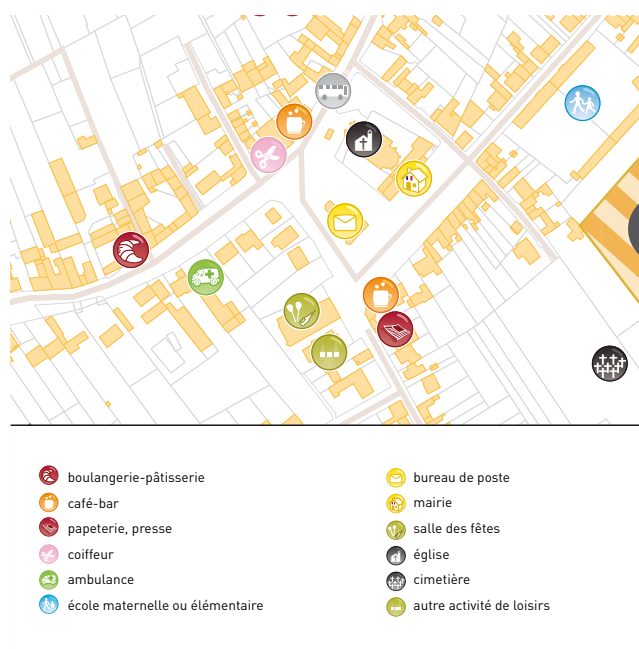 boulangerie-pâtisserie
café-bar
papeterie, presse
coiffeur
ambulance
école maternelle ou élémentaire
bureau de poste
mairie
salle des fêtes
église
cimetière
autre activité de loisirs